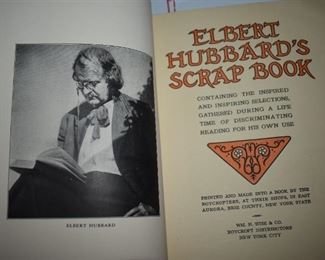 ELBERT HUBBARD
ELBERT
HUBBARD'S
SCRAP BOOK
CONTAINING THE INSPIRED
AND INSPIRING SELECTIONS,
GATHERED DURING A LIFE
TIME OF DISCRIMINATING
READING FOR HIS OWN USE
PRINTED AND MADE INTO A BOOK BY THE
ROYCROFTERS, AT THEIR SHOPS, IN EAST
AURORA, ERIE COUNTY, NEW YORK STATE
WM. H. WISE & CO.
ROYCROFT DISTRIBUTORS
NEW YORK CITY